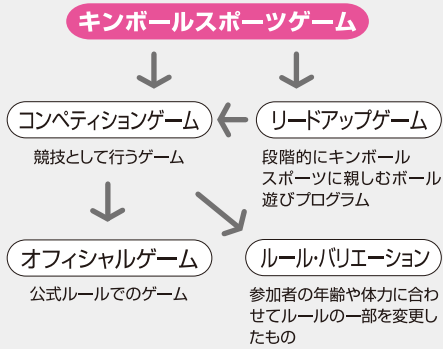 キンボールスポーツゲーム
コンペティションゲーム
競技として行うゲーム
リードアップゲーム
段階的にキンボール
スポーツに親しむボール
遊びプログラム
オフィシャルゲーム
公式ルールでのゲーム
ルール・バリエーション
参加者の年齢や体力に合わ
せてルールの一部を変更し
たもの